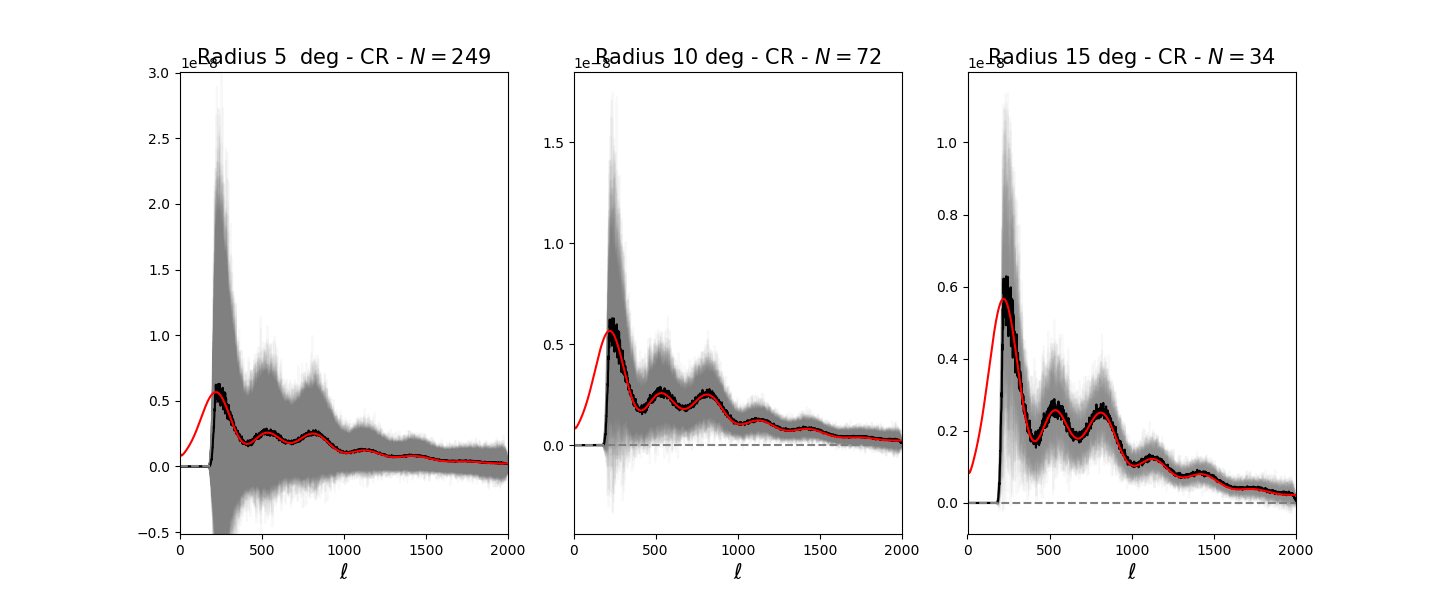 Radius 5 deg - CR - N = 249
1e−8
3.0
2.5
2.0
1.5
1.0
0.5
0.0
−0.5
0 500 1000 1500 2000
ℓ
Radius 10 deg - CR - N = 72
1e−8
1.5
1.0
0.5
0.0
0 500 1000 1500 2000
ℓ
Radius 15 deg - CR - N = 34
1e−8
1.0
0.8
0.6
0.4
0.2
0.0
0 500 1000 1500 2000
ℓ